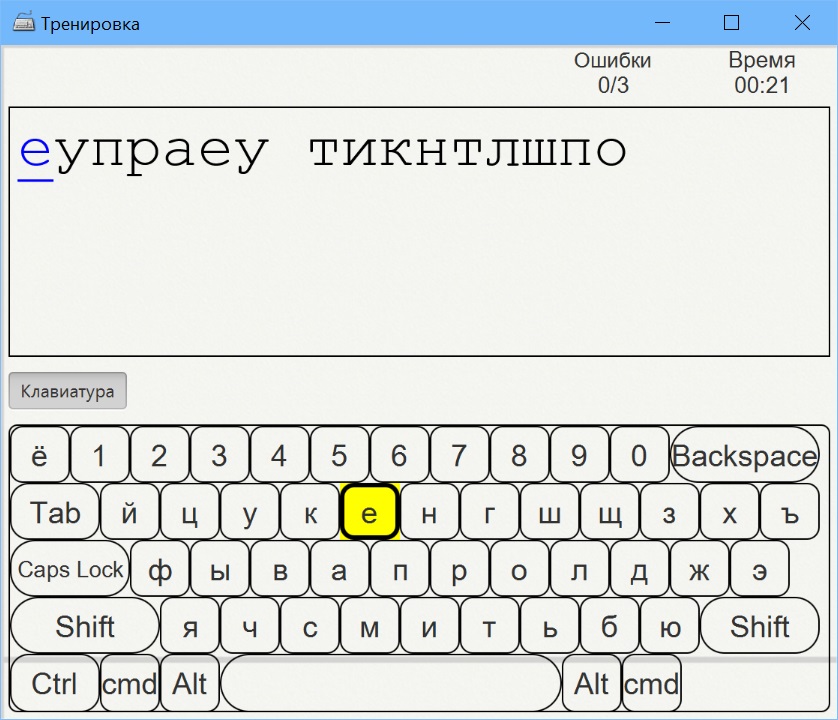 Тренировка
Ошибки Время
0/3 00:21
еупраеу тикнтлшпо
Клавиатура
ё 1 2 3 4 5 6 7 8 9 0 Backspace
Tab й ц у к е н г ш щ з х ъ
Caps Lock ф ы в а п р о л д ж э
Shift я ч с м и т ь б ю Shift
Ctrl cmd Alt Alt cmd